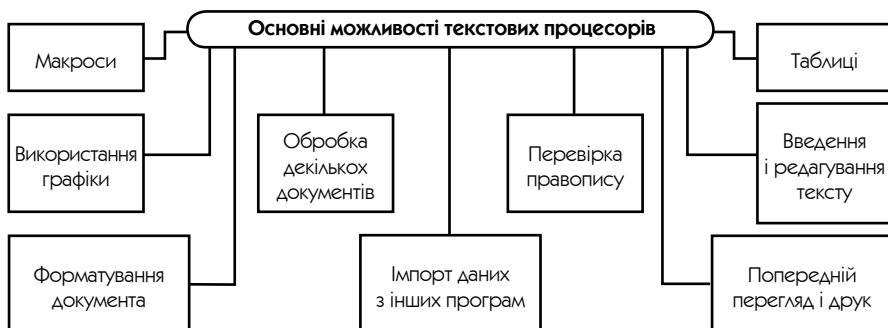 Основні можливості текстових процесорів
Макроси
Таблиці
Використання
графіки
Обробка
декількох
документів
Перевірка
правопису
Введення
і редагування
тексту
Форматування
документа
Імпорт даних
з інших програм
Попередній
перегляд і друк